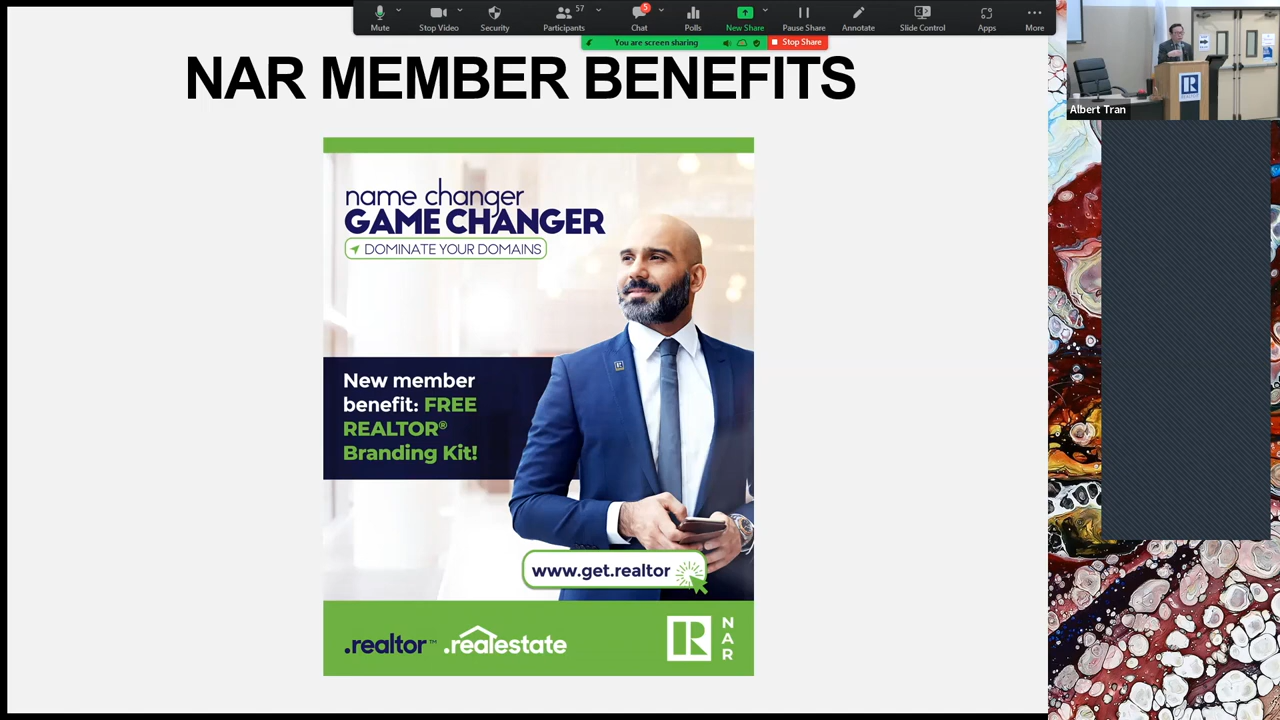 Mute
Stop Video
Security
Participants
57
Chat
5
Polls
New Share
Pause Share
Annotate
Slide Control
Apps
More
You are screen sharing
Stop Share
NAR MEMBER BENEFITS
name changer
GAME CHANGER
DOMINATE YOUR DOMAINS
New member
benefit: FREE
REALTOR®
Branding Kit!
www.get.realtor
.realtor™ .realestate
R
NAR
Albert Tran
R
REALTOR